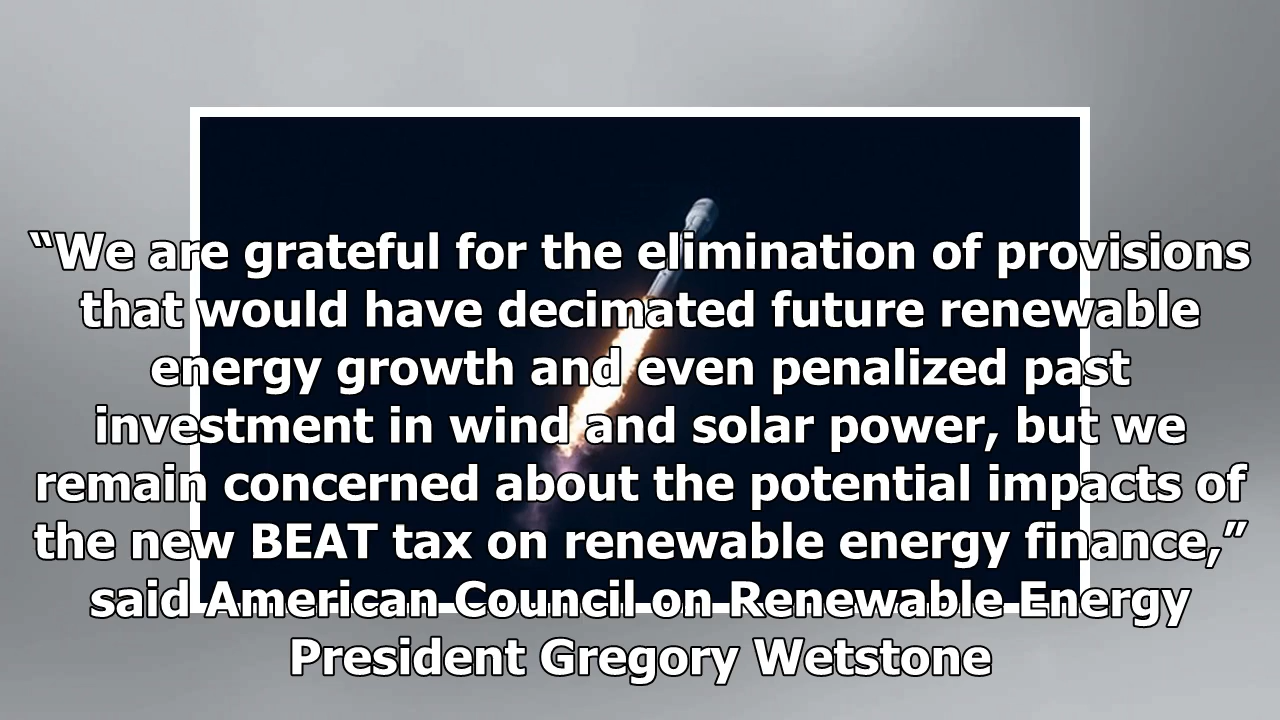 “We are grateful for the elimination of provisions
that would have decimated future renewable
energy growth and even penalized past
investment in wind and solar power, but we
remain concerned about the potential impacts of
the new BEAT tax on renewable energy finance,”
said American Council on Renewable Energy
President Gregory Wetstone